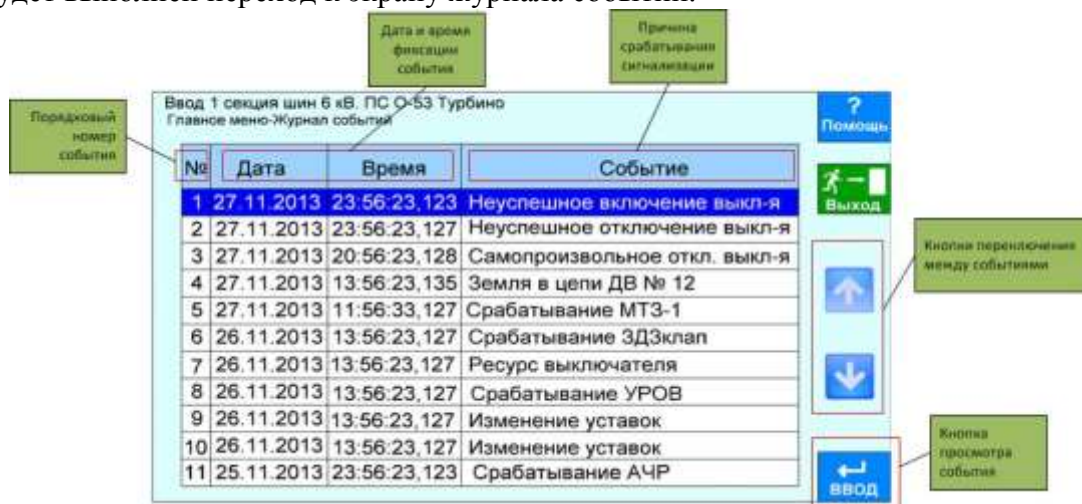 будет выполнен переход к экрану журнала событий.
Дата и время
фиксации
события
Причина
срабатывания
сигнализации
Порядковый
номер
события
Ввод 1 секция шин 6 кВ. ПС О-53 Турбино
Главное меню-Журнал событий
?
Помощь
№ Дата Время Событие
Выход
1 27.11.2013 23:56:23,123 Неуспешное включение выкл-я
2 27.11.2013 23:56:23,127 Неуспешное отключение выкл-я
3 27.11.2013 20:56:23,128 Самопроизвольное откл. выкл-я
4 27.11.2013 13:56:23,135 Земля в цепи ДВ № 12
5 27.11.2013 11:56:33,127 Срабатывание МТЗ-1
6 26.11.2013 13:56:23,127 Срабатывание ЗДЗклап
7 26.11.2013 13:56:23,127 Ресурс выключателя
8 26.11.2013 13:56:23,127 Срабатывание УРОВ
9 26.11.2013 13:56:23,127 Изменение уставок
10 26.11.2013 13:56:23,127 Изменение уставок
11 25.11.2013 23:56:23,123 Срабатывание АЧР
Кнопки переключения
между событиями
ВВОД
Кнопка
просмотра
события